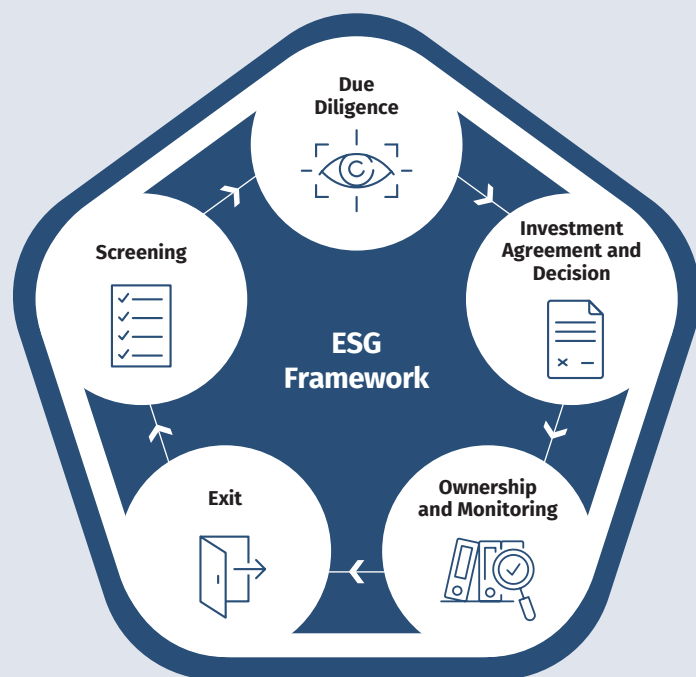 Due
Diligence
Investment
Agreement and
Decision
Screening
ESG
Framework
Ownership
and Monitoring
Exit